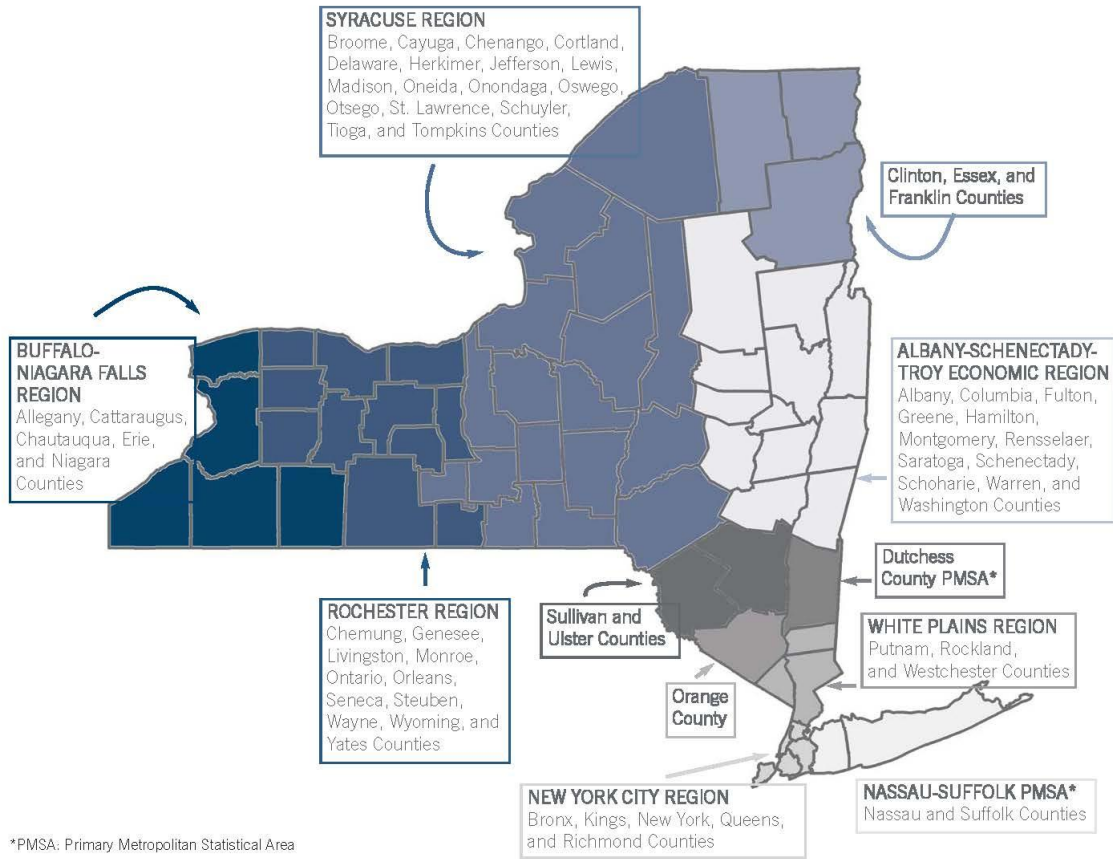 SYRACUSE REGION
Broome, Cayuga, Chenango, Cortland,
Delaware, Herkimer, Jefferson, Lewis,
Madison, Oneida, Onondaga, Oswego,
Otsego, St. Lawrence, Schuyler,
Tioga, and Tompkins Counties
Clinton, Essex, and
Franklin Counties
BUFFALO-
NIAGARA FALLS
REGION
Allegany, Cattaraugus,
Chautauqua, Erie,
and Niagara
Counties
ALBANY-SCHENECTADY-
TROY ECONOMIC REGION
Albany, Columbia, Fulton,
Greene, Hamilton,
Montgomery, Rensselaer,
Saratoga, Schenectady,
Schoharie, Warren, and
Washington Counties
Dutchess
County PMSA*
ROCHESTER REGION
Chemung, Genesee,
Livingston, Monroe,
Ontario, Orleans,
Seneca, Steuben,
Wayne, Wyoming, and
Yates Counties
Sullivan and
Ulster Counties
WHITE PLAINS REGION
Putnam, Rockland,
and Westchester Counties
Orange
County
NEW YORK CITY REGION
Bronx, Kings, New York, Queens,
and Richmond Counties
NASSAU-SUFFOLK PMSA*
Nassau and Suffolk Counties
*PMSA: Primary Metropolitan Statistical Area